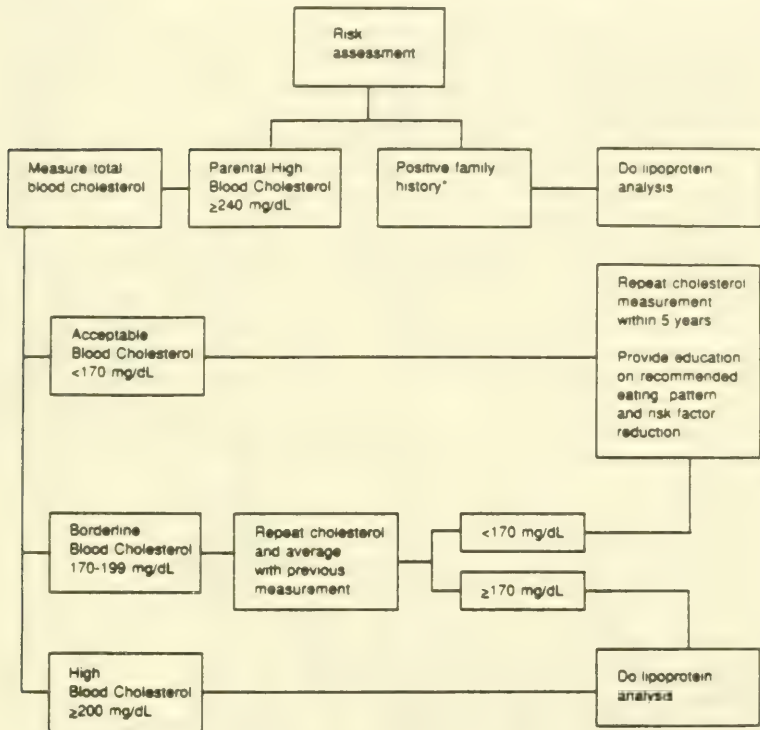 Risk
assessment
Measure total
blood cholesterol
Parental High
Blood Cholesterol
≥240 mg/dL
Positive family
history*
Do lipoprotein
analysis
Acceptable
Blood Cholesterol
<170 mg/dL
Repeat cholesterol
measurement
within 5 years
Provide education
on recommended
eating pattern
and risk factor
reduction
Borderline
Blood Cholesterol
170-199 mg/dL
Repeat cholesterol
and average
with previous
measurement
<170 mg/dL
≥170 mg/dL
High
Blood Cholesterol
≥200 mg/dL
Do lipoprotein
analysis